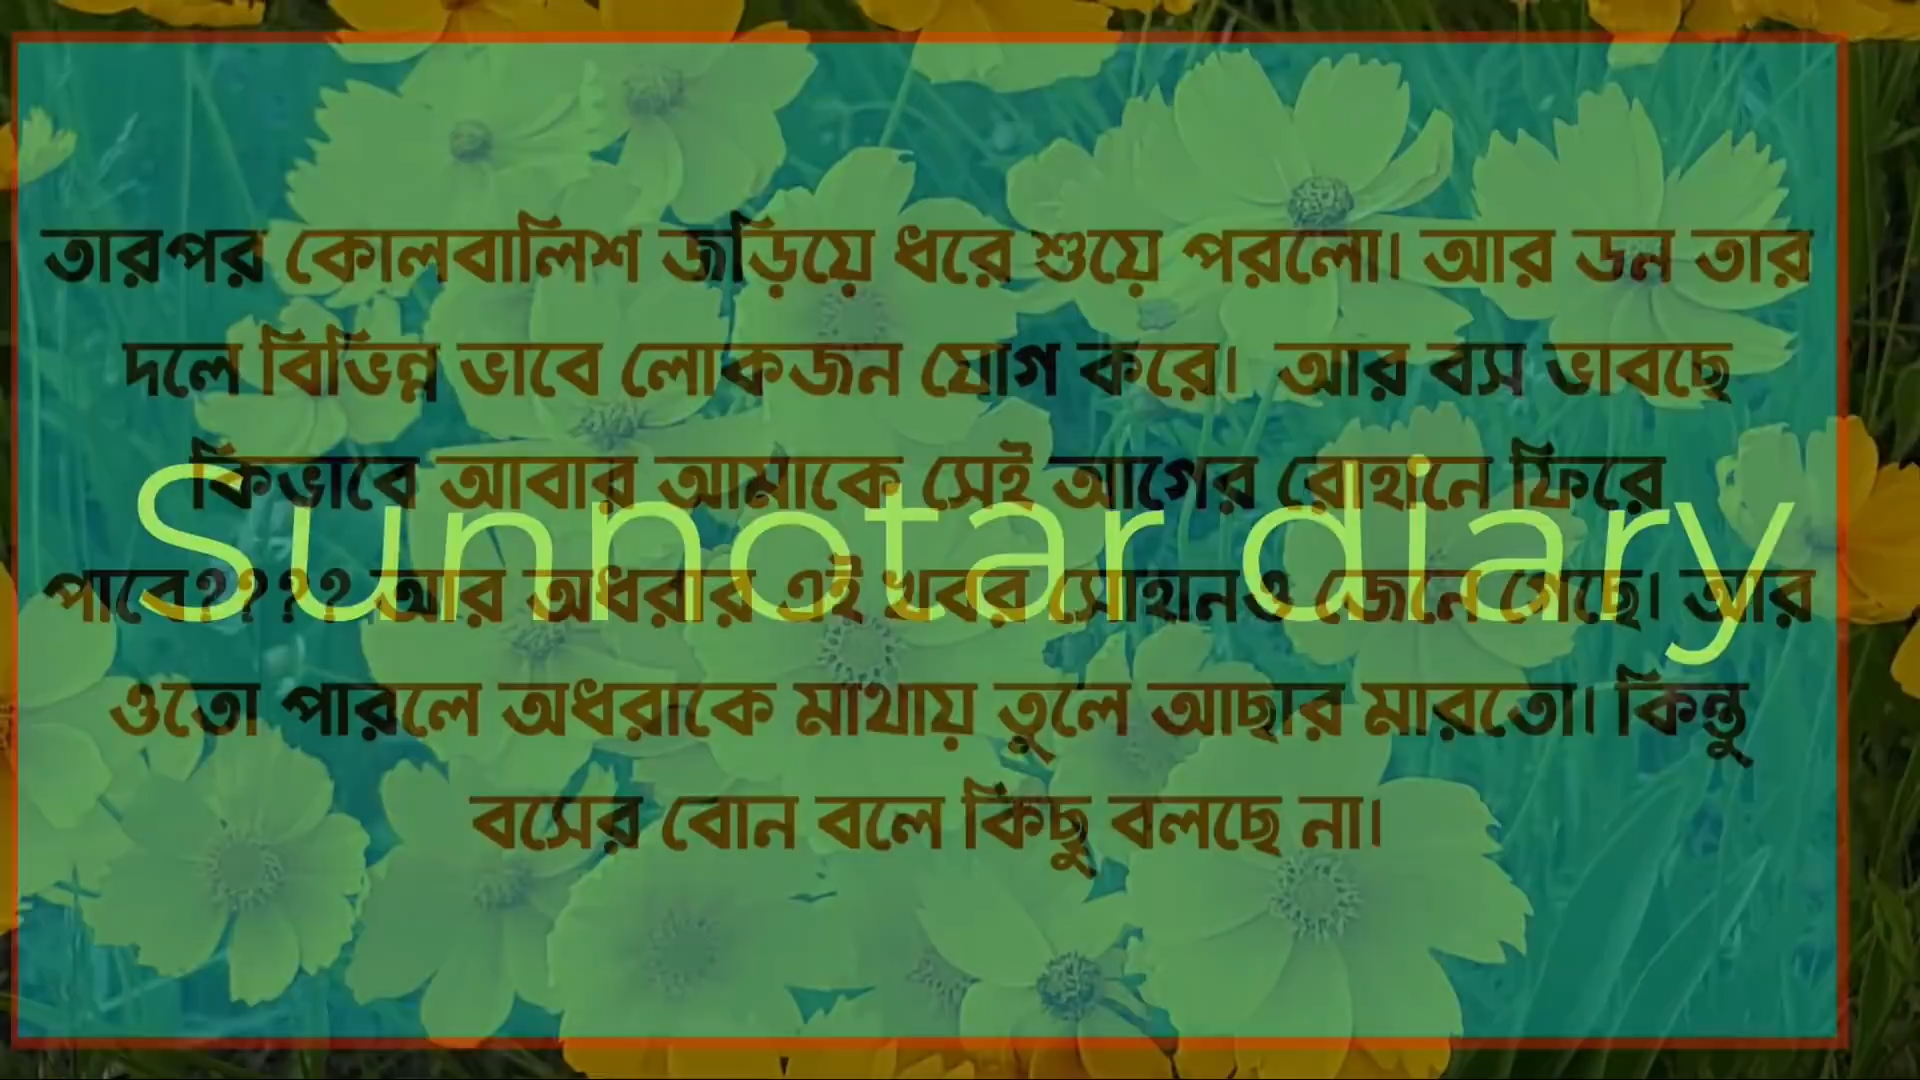 তারপর কোলবালিশ জড়িয়ে ধরে শুয়ে পরলো। আর ডন তার
দলে বিভিন্ন ভাবে লোকজন যোগ করে। আর বস ভাবছে
কিভাবে আবার আমাকে সেই আগের রোহানে ফিরে
Sunnotar diary
পাবে???? আর অধরার এই খবর সোহানও জেনে গেছে। আর
ওতো পারলে অধরাকে মাথায় তুলে আছার মারতো। কিন্তু
বসের বোন বলে কিছু বলছে না।